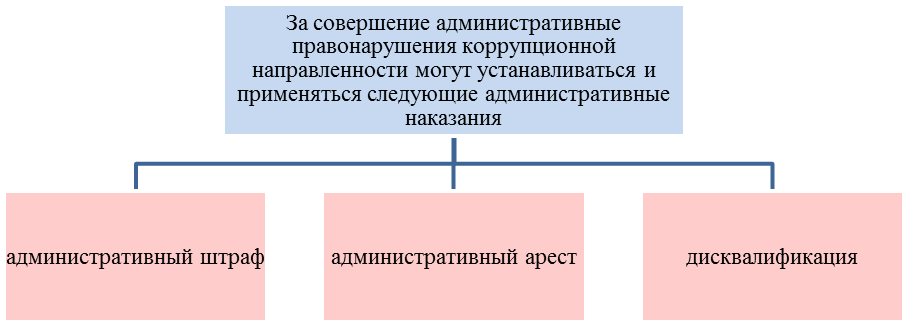 За совершение административные
правонарушения коррупционной
направленности могут устанавливаться и
применяться следующие административные
наказания
административный штраф
административный арест
дисквалификация